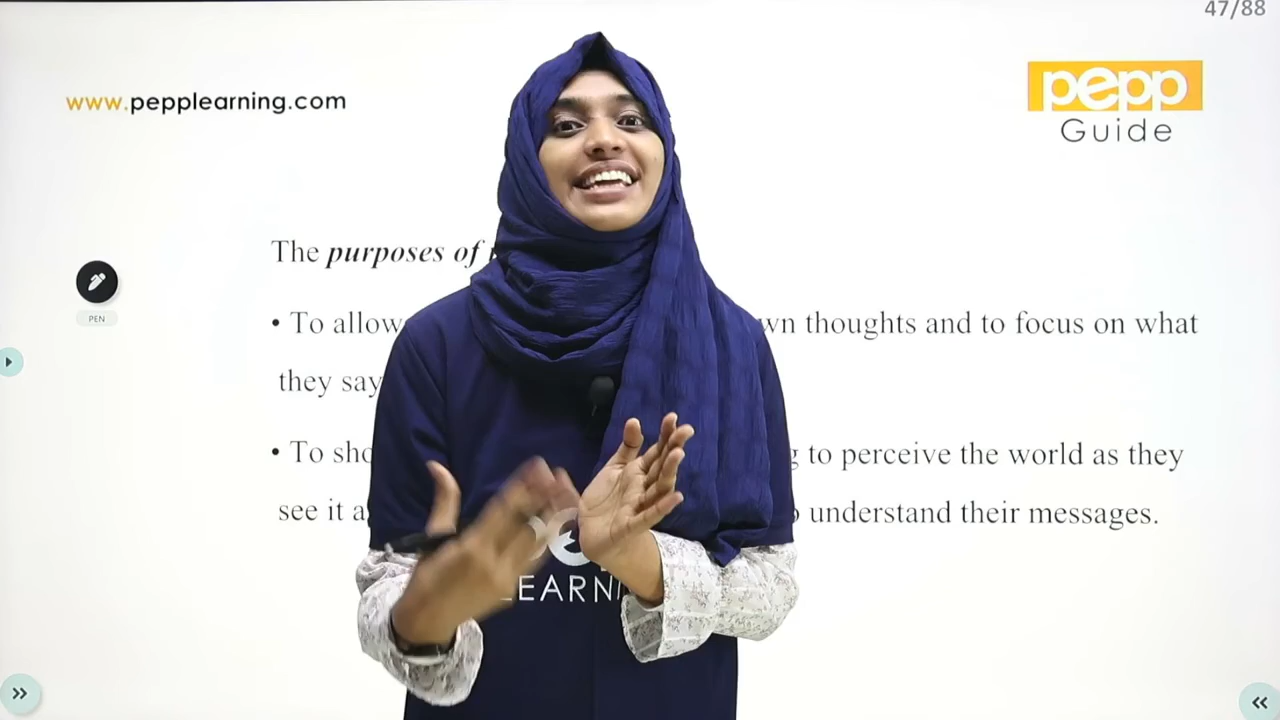 47/88
www.pepplearning.com
pepp
Guide
The purposes of
• To allow wn thoughts and to focus on what
they say
• To sho g to perceive the world as they
see it a understand their messages.
PEN
LEARNI